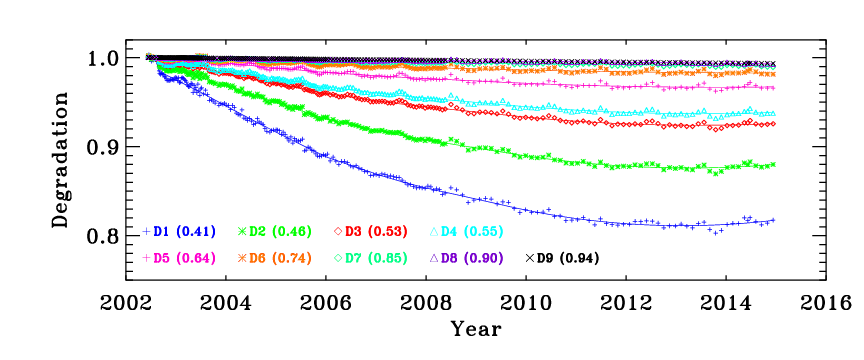 1.0
0.9
0.8
Degradation
D1 (0.41) D2 (0.46) D3 (0.53) D4 (0.55)
D5 (0.64) D6 (0.74) D7 (0.85) D8 (0.90) D9 (0.94)
2002 2004 2006 2008 2010 2012 2014 2016
Year